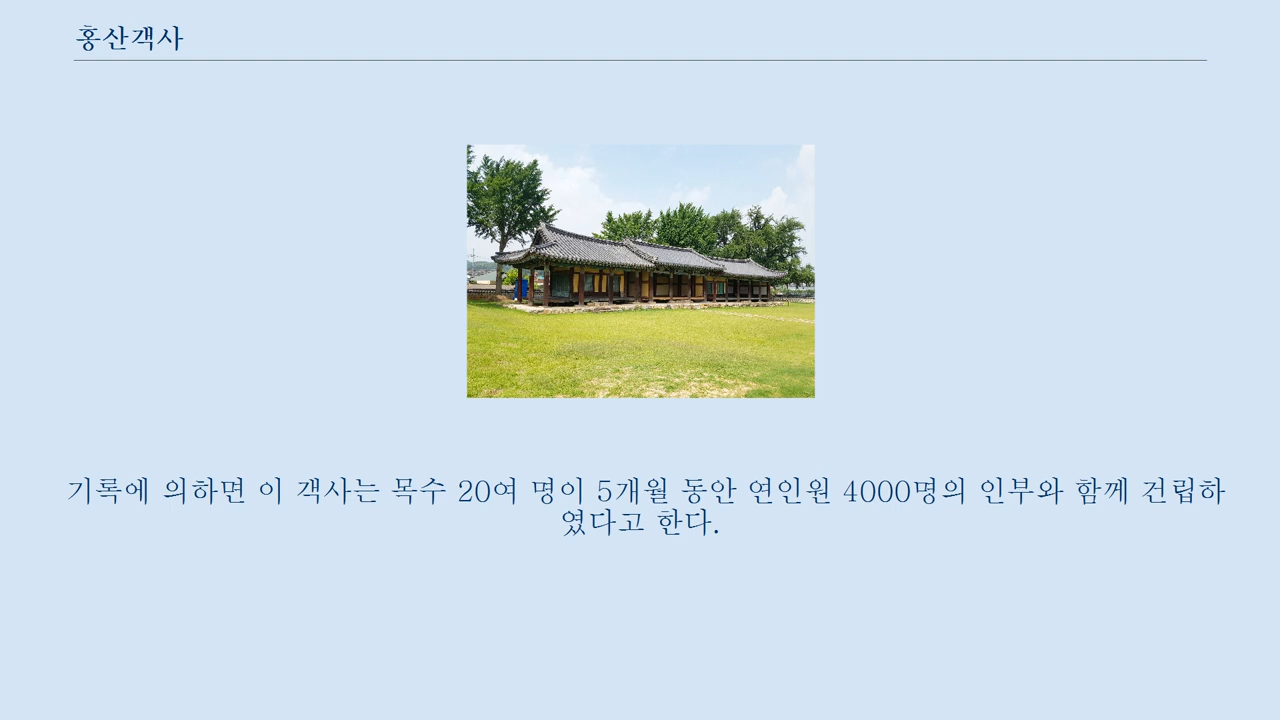 홍산객사
기록에 의하면 이 객사는 목수 20여 명이 5개월 동안 연인원 4000명의 인부와 함께 건립하
였다고 한다.